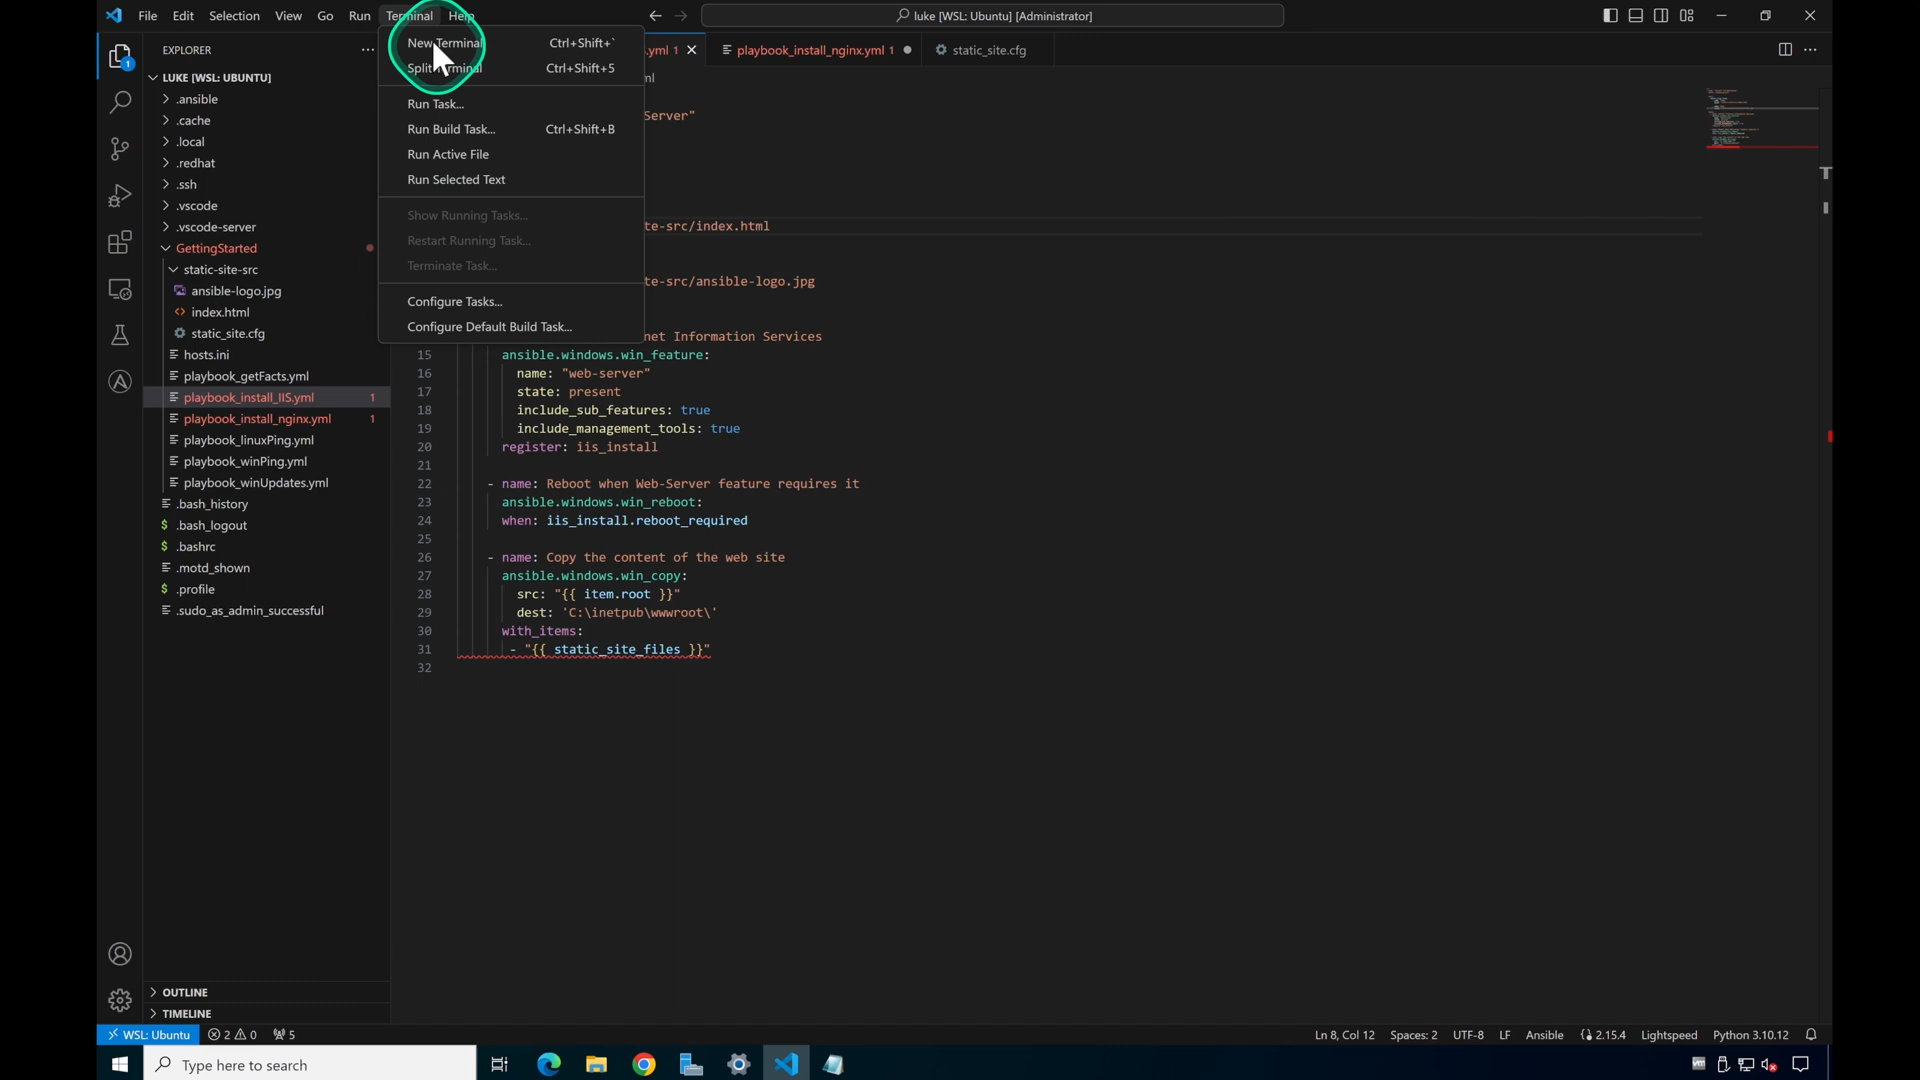 File Edit Selection View Go Run Terminal Help
luke [WSL: Ubuntu] [Administrator]
New Terminal Ctrl+Shift+`
Split Terminal Ctrl+Shift+5
Run Task...
Run Build Task... Ctrl+Shift+B
Run Active File
Run Selected Text
Show Running Tasks...
Restart Running Task...
Terminate Task...
Configure Tasks...
Configure Default Build Task...
EXPLORER
LUKE [WSL: UBUNTU]
.ansible
.cache
.local
.redhat
.ssh
.vscode
.vscode-server
GettingStarted
static-site-src
ansible-logo.jpg
index.html
static_site.cfg
hosts.ini
playbook_getFacts.yml
playbook_install_IIS.yml 1
playbook_install_nginx.yml 1
playbook_linuxPing.yml
playbook_winPing.yml
playbook_winUpdates.yml
.bash_history
.bash_logout
.bashrc
.motd_shown
.profile
.sudo_as_admin_successful
OUTLINE
TIMELINE
.yml 1
playbook_install_nginx.yml 1
static_site.cfg
ml
Server"
te-src/index.html
te-src/ansible-logo.jpg
net Information Services
15 ansible.windows.win_feature:
16 name: "web-server"
17 state: present
18 include_sub_features: true
19 include_management_tools: true
20 register: iis_install
21
22 - name: Reboot when Web-Server feature requires it
23 ansible.windows.win_reboot:
24 when: iis_install.reboot_required
25
26 - name: Copy the content of the web site
27 ansible.windows.win_copy:
28 src: "{{ item.root }}"
29 dest: 'C:\inetpub\wwwroot\'
30 with_items:
31 - "{{ static_site_files }}"
32
1
WSL: Ubuntu 2 0 5
Ln 8, Col 12 Spaces: 2 UTF-8 LF Ansible 2.15.4 Lightspeed Python 3.10.12
Type here to search